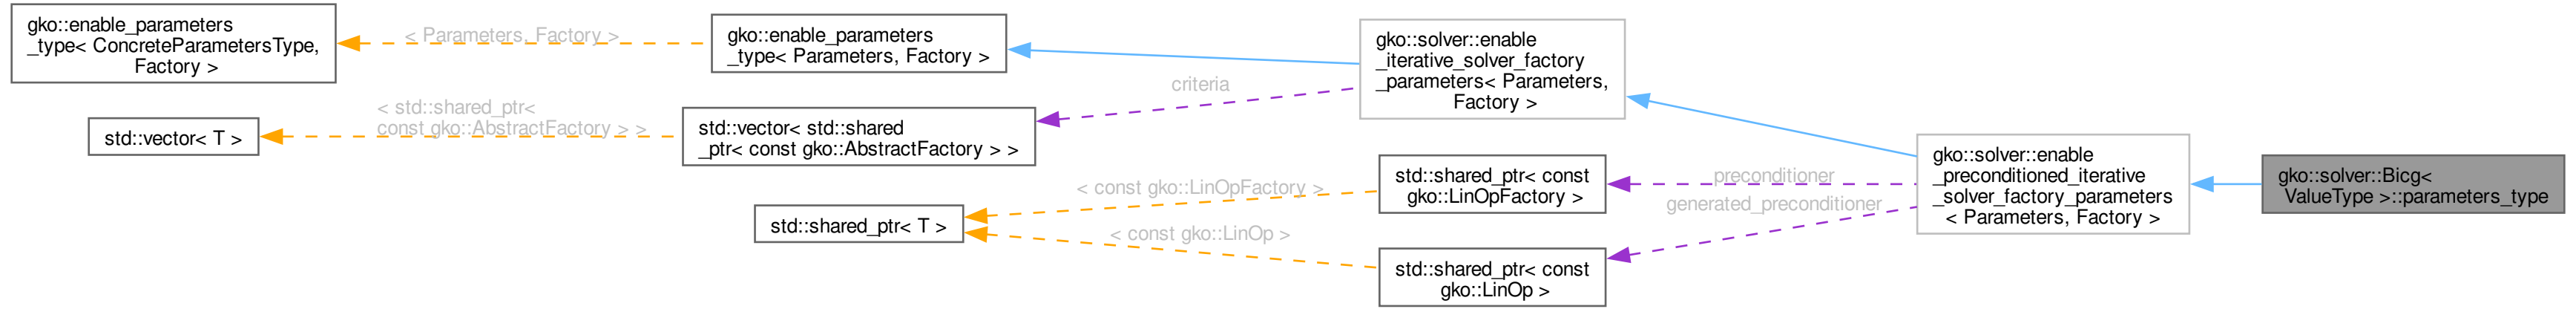 gko::enable_parameters
_type< ConcreteParametersType,
Factory >
< Parameters, Factory >
gko::enable_parameters
_type< Parameters, Factory >
std::vector< T >
< std::shared_ptr<
const gko::AbstractFactory > >
std::vector< std::shared
_ptr< const gko::AbstractFactory > >
criteria
gko::solver::enable
_iterative_solver_factory
_parameters< Parameters,
Factory >
std::shared_ptr< T >
< const gko::LinOpFactory >
< const gko::LinOp >
std::shared_ptr< const
gko::LinOpFactory >
std::shared_ptr< const
gko::LinOp >
preconditioner
generated_preconditioner
gko::solver::enable
_preconditioned_iterative
_solver_factory_parameters
< Parameters, Factory >
gko::solver::Bicg<
ValueType >::parameters_type